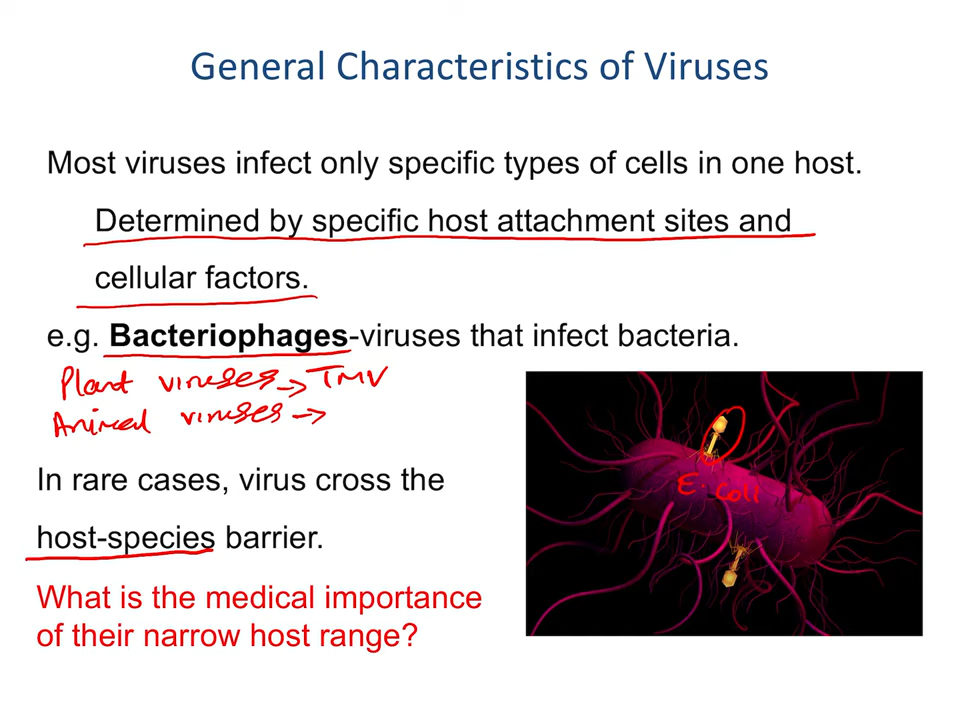 General Characteristics of Viruses
Most viruses infect only specific types of cells in one host.
Determined by specific host attachment sites and
cellular factors.
e.g. Bacteriophages-viruses that infect bacteria.
Plant viruses → TMV
Animal viruses →
In rare cases, virus cross the
host-species barrier.
What is the medical importance
of their narrow host range?
E. coli